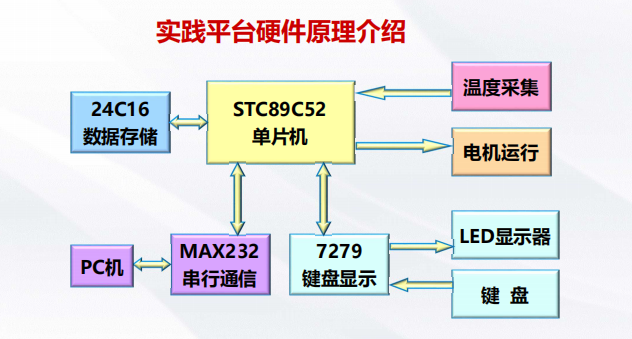 实践平台硬件原理介绍
24C16
数据存储
STC89C52
单片机
温度采集
电机运行
PC机
MAX232
串行通信
7279
键盘显示
LED显示器
键 盘